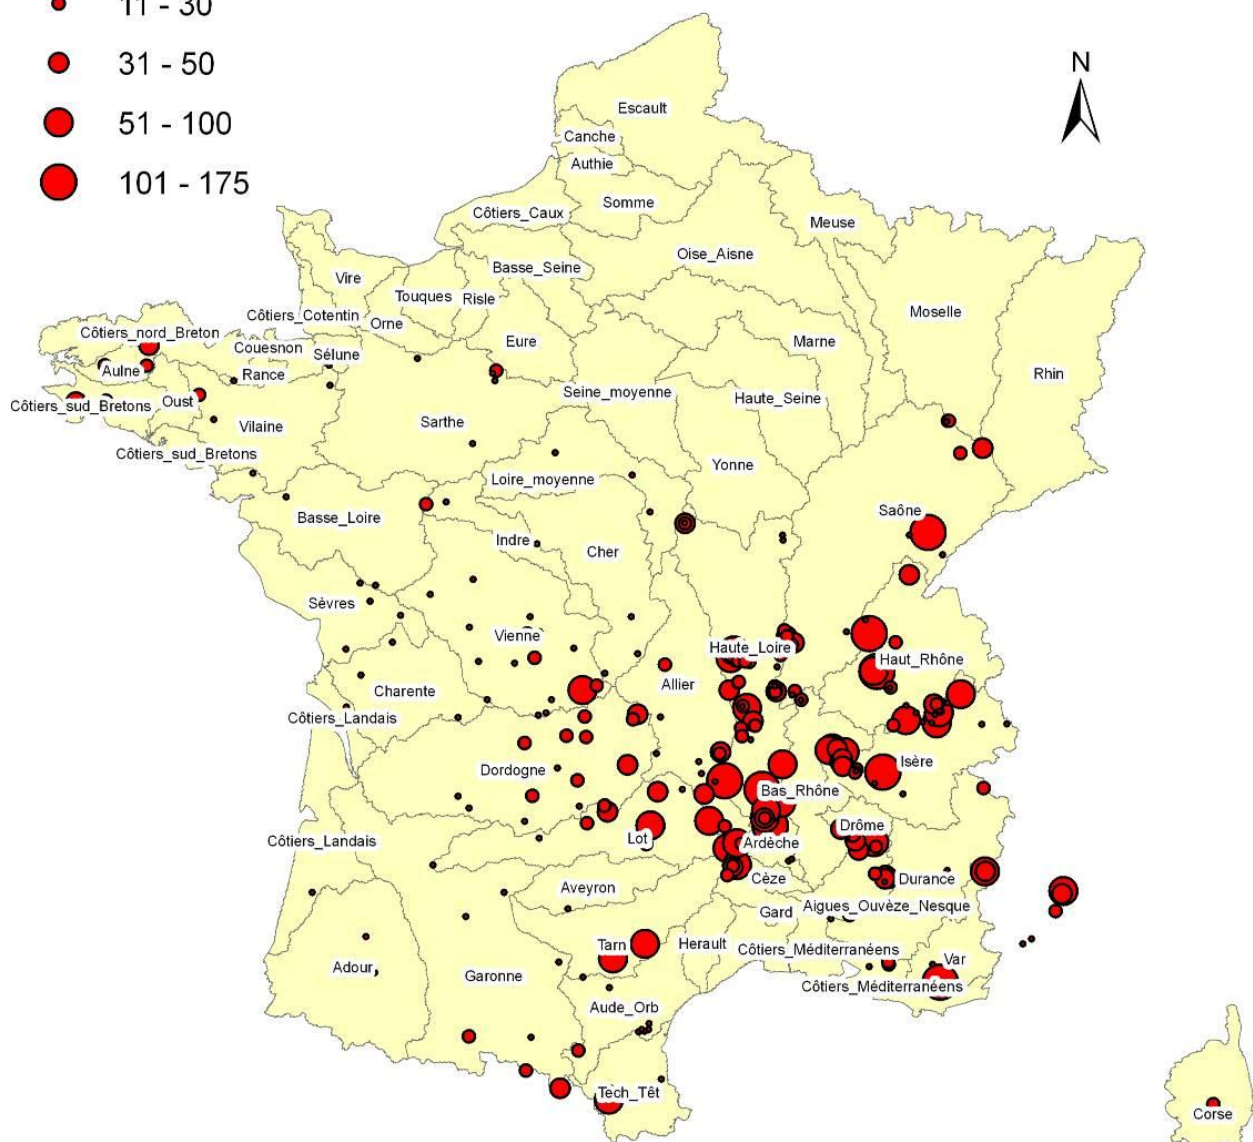 11 - 30
31 - 50
51 - 100
101 - 175
N
Escault
Canche
Authie
Somme
Côtiers_Caux
Meuse
Oise_Aisne
Basse_Seine
Vire
Touques
Risle
Moselle
Côtiers_Cotentin
Orne
Côtiers_nord_Breton
Eure
Marne
Couesnon
Sélune
Aulne
Rance
Rhin
Seine_moyenne
Haute_Seine
Côtiers_sud_Bretons
Oust
Vilaine
Sarthe
Côtiers_sud_Bretons
Yonne
Loire_moyenne
Saône
Basse_Loire
Indre
Cher
Sèvres
Vienne
Haute_Loire
Haut_Rhône
Allier
Charente
Côtiers_Landais
Isère
Dordogne
Bas_Rhône
Drôme
Côtiers_Landais
Lot
Ardèche
Cèze
Durance
Aveyron
Aigues_Ouvèze_Nesque
Gard
Tarn
Herault
Côtiers_Méditerranéens
Var
Adour
Garonne
Côtiers_Méditerranéens
Aude_Orb
Tech_Têt
Corse